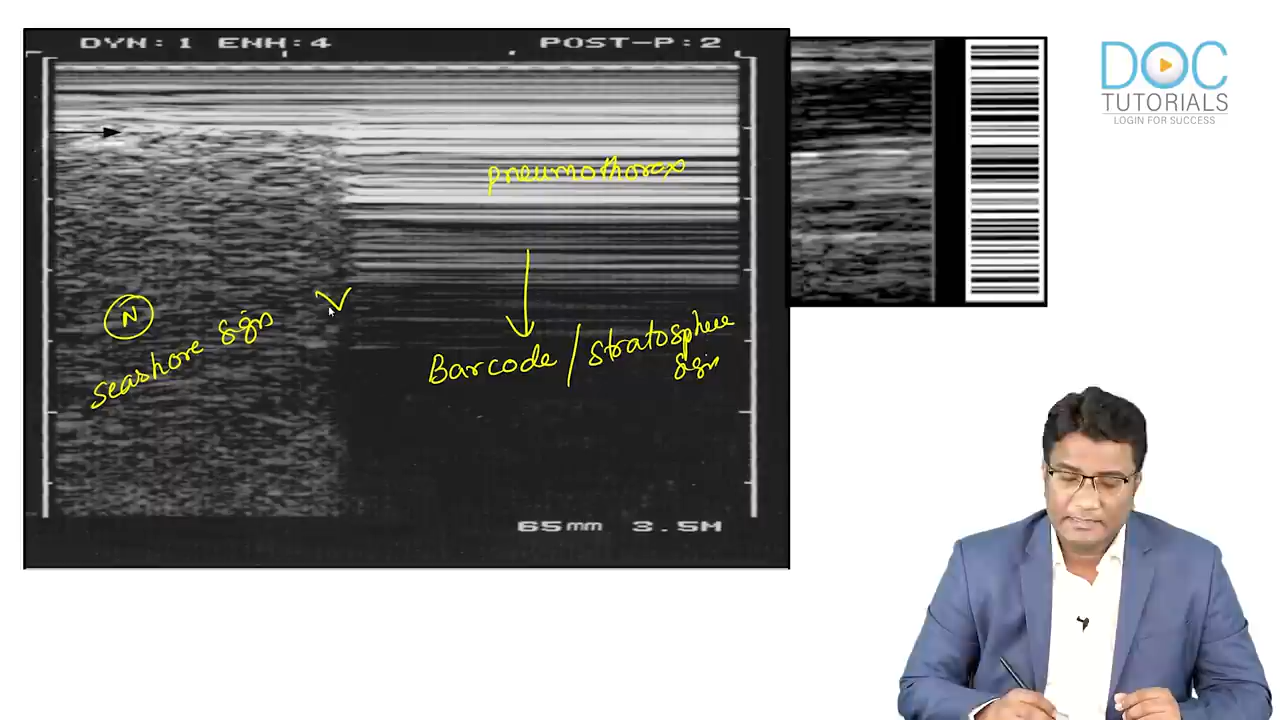 DYN: 1 ENH: 4 POST-P: 2
DOC
TUTORIALS
LOGIN FOR SUCCESS
pneumothorax
N
seashore sign
Barcode / stratosphere
sign
65mm 3.5M